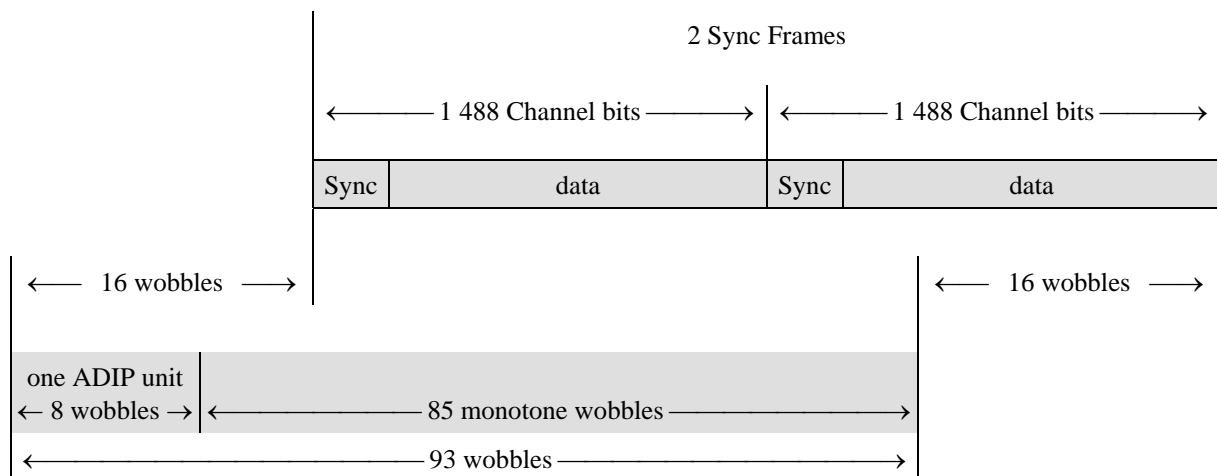 2 Sync Frames
1 488 Channel bits 1 488 Channel bits
Sync data Sync data
16 wobbles 16 wobbles
one ADIP unit
8 wobbles 85 monotone wobbles
93 wobbles